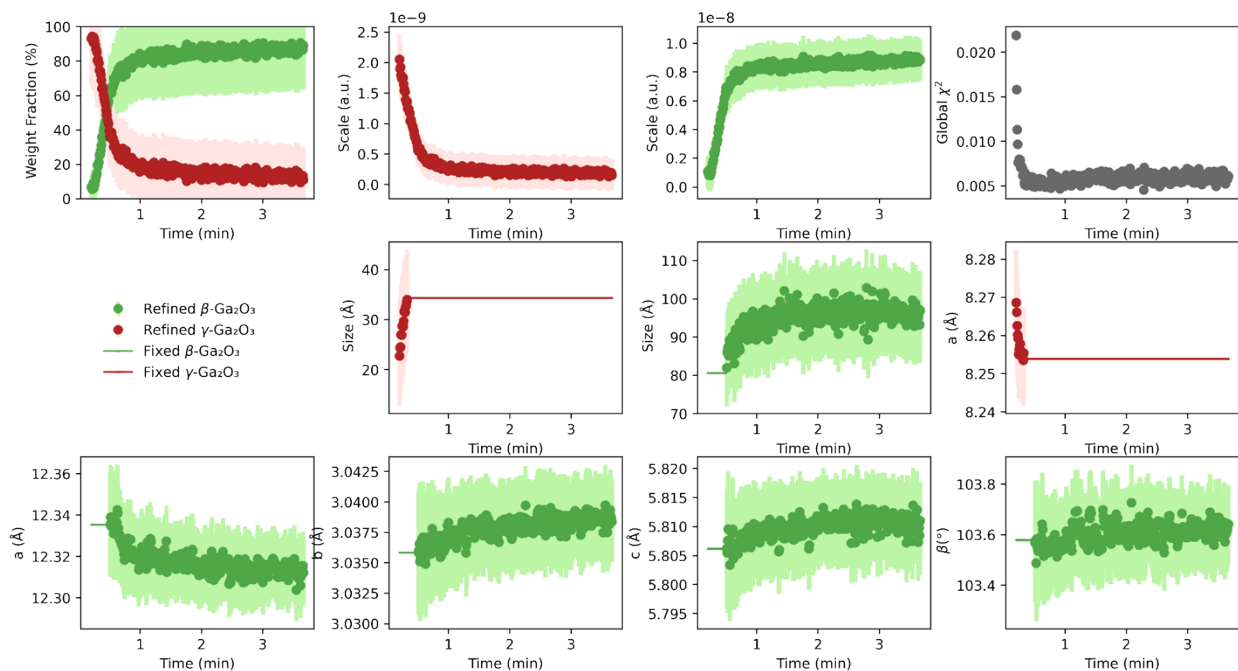 1e−9
1e−8
100
80
60
40
20
0
Weight Fraction (%)
1 2 3
Time (min)
2.5
2.0
1.5
1.0
0.5
0.0
Scale (a.u.)
1 2 3
Time (min)
1.0
0.8
0.6
0.4
0.2
0.0
Scale (a.u.)
1 2 3
Time (min)
0.020
0.015
0.010
0.005
Global χ²
1 2 3
Time (min)
Refined β-Ga₂O₃
Refined γ-Ga₂O₃
Fixed β-Ga₂O₃
Fixed γ-Ga₂O₃
40
30
20
Size (Å)
1 2 3
Time (min)
110
100
90
80
70
Size (Å)
1 2 3
Time (min)
8.28
8.27
8.26
8.25
8.24
a (Å)
1 2 3
Time (min)
12.36
12.34
12.32
12.30
a (Å)
1 2 3
Time (min)
3.0425
3.0400
3.0375
3.0350
3.0325
3.0300
b (Å)
1 2 3
Time (min)
5.820
5.815
5.810
5.805
5.800
5.795
c (Å)
1 2 3
Time (min)
103.8
103.6
103.4
β(°)
1 2 3
Time (min)